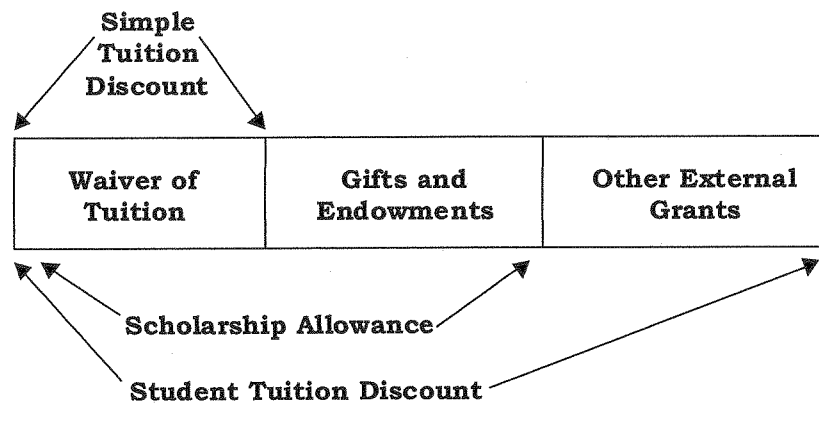 Simple
Tuition
Discount
Waiver of
Tuition
Gifts and
Endowments
Other External
Grants
Scholarship Allowance
Student Tuition Discount